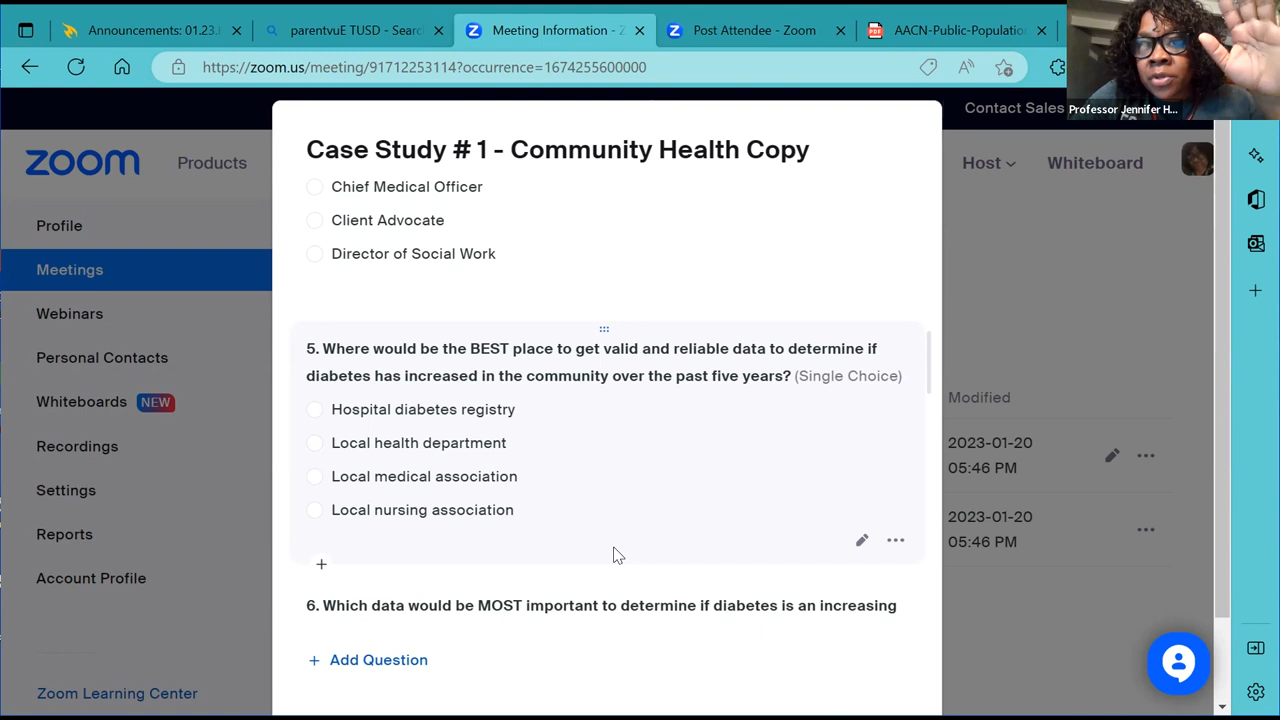 Announcements: 01.23.
parentvuE TUSD - Searc
Meeting Information - Z
Post Attendee - Zoom
AACN-Public-Population
https://zoom.us/meeting/91712253114?occurrence=1674255600000
Professor Jennifer H...
Contact Sales
zoom
Products
Host
Whiteboard
Profile
Meetings
Webinars
Personal Contacts
Whiteboards NEW
Recordings
Settings
Reports
Account Profile
Zoom Learning Center
Case Study # 1 - Community Health Copy
Chief Medical Officer
Client Advocate
Director of Social Work
5. Where would be the BEST place to get valid and reliable data to determine if
diabetes has increased in the community over the past five years? (Single Choice)
Hospital diabetes registry
Local health department
Local medical association
Local nursing association
6. Which data would be MOST important to determine if diabetes is an increasing
+ Add Question
Modified
2023-01-20
05:46 PM
2023-01-20
05:46 PM